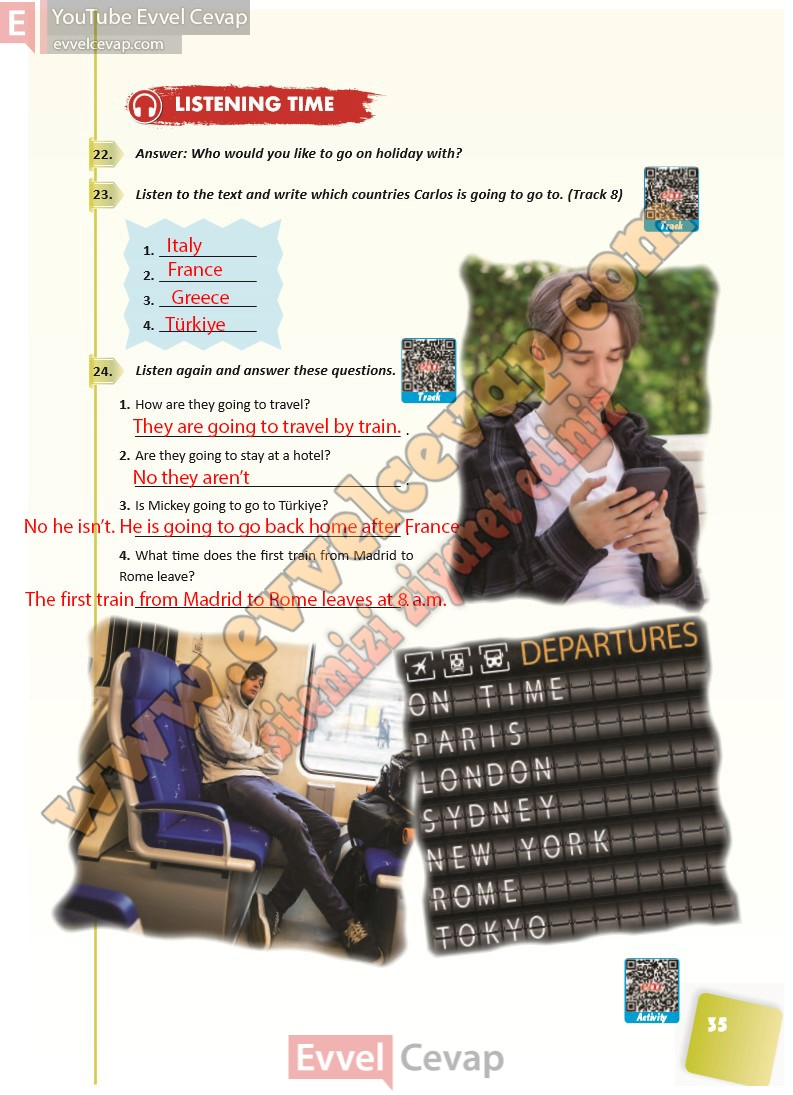 E
YouTube Evvel Cevap
evvelcevap.com
LISTENING TIME
22. Answer: Who would you like to go on holiday with?
23. Listen to the text and write which countries Carlos is going to go to. (Track 8)
eba
Track
1. Italy
2. France
3. Greece
4. Türkiye
24. Listen again and answer these questions.
eba
Track
1. How are they going to travel?
They are going to travel by train. .
2. Are they going to stay at a hotel?
No they aren't .
3. Is Mickey going to go to Türkiye?
No he isn't. He is going to go back home after France
4. What time does the first train from Madrid to
Rome leave?
The first train from Madrid to Rome leaves at 8 a.m.
www.evvelcevap.com
sitemizi ziyaret ediniz
DEPARTURES
ON TIME
PARIS
LONDON
SYDNEY
NEW YORK
ROME
TOKYO
eba
Activity
35
Evvel Cevap